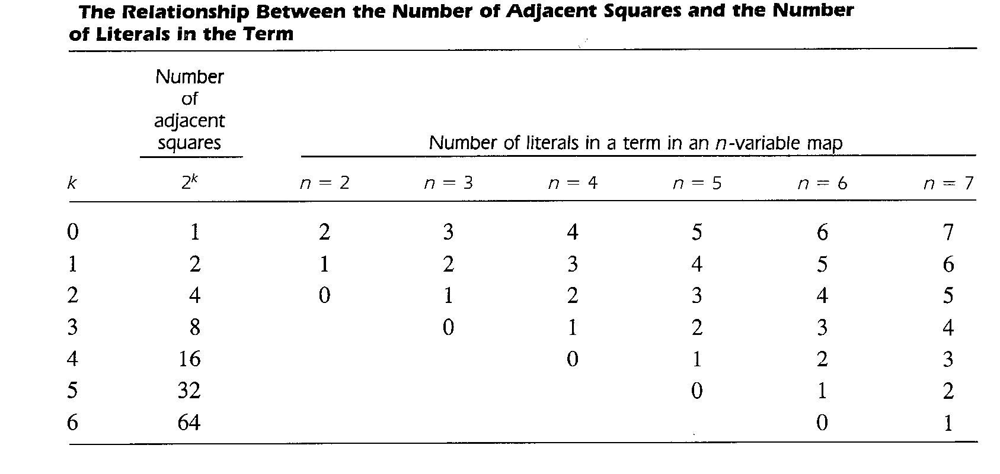 The Relationship Between the Number of Adjacent Squares and the Number
of Literals in the Term
Number
of
adjacent
squares
Number of literals in a term in an n-variable map
k 2^k n = 2 n = 3 n = 4 n = 5 n = 6 n = 7
0 1 2 3 4 5 6 7
1 2 1 2 3 4 5 6
2 4 0 1 2 3 4 5
3 8 0 1 2 3 4
4 16 0 1 2 3
5 32 0 1 2
6 64 0 1